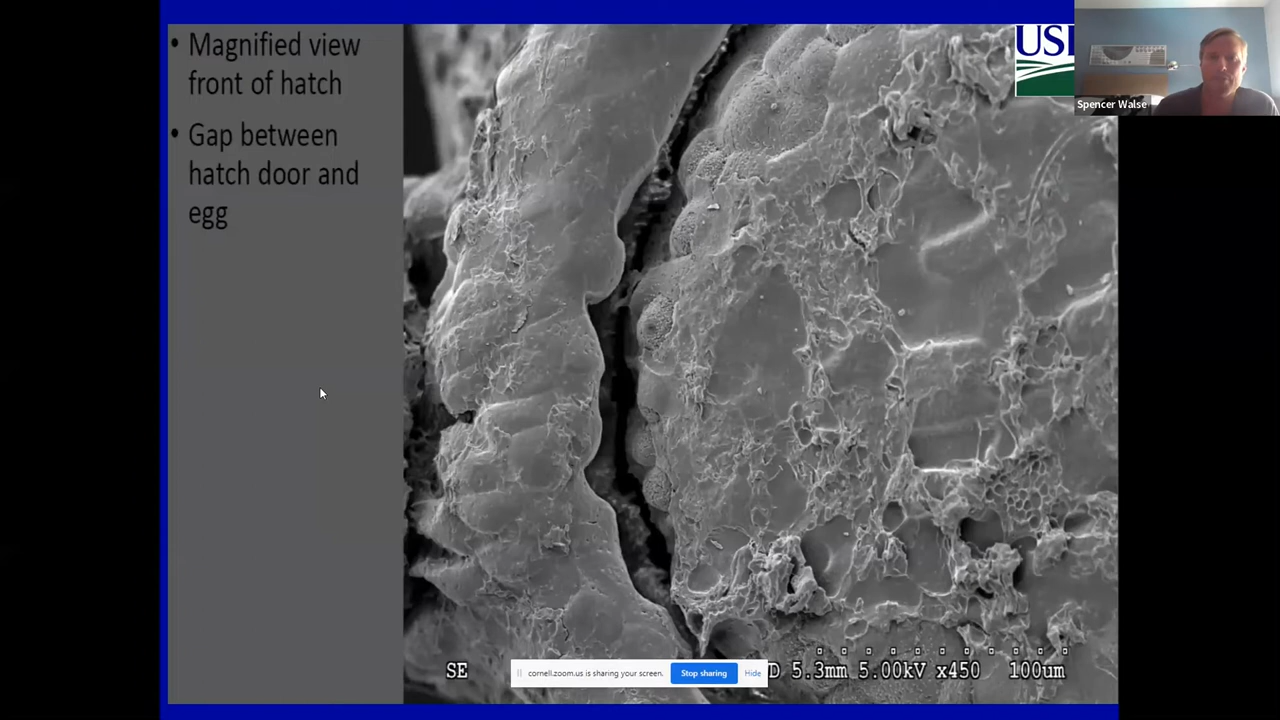 • Magnified view
front of hatch
• Gap between
hatch door and
egg
Spencer Walse
SE
cornell.zoom.us is sharing your screen.
Stop sharing
Hide
D 5.3mm 5.00kV x450 100um